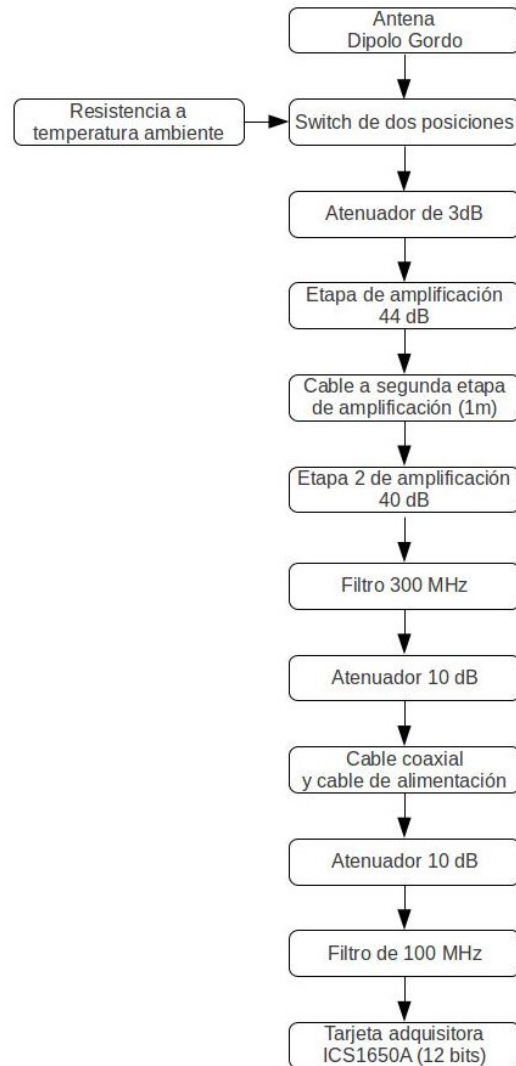 Antena
Dipolo Gordo
Resistencia a
temperatura ambiente
Switch de dos posiciones
Atenuador de 3dB
Etapa de amplificación
44 dB
Cable a segunda etapa
de amplificación (1m)
Etapa 2 de amplificación
40 dB
Filtro 300 MHz
Atenuador 10 dB
Cable coaxial
y cable de alimentación
Atenuador 10 dB
Filtro de 100 MHz
Tarjeta adquisitora
ICS1650A (12 bits)